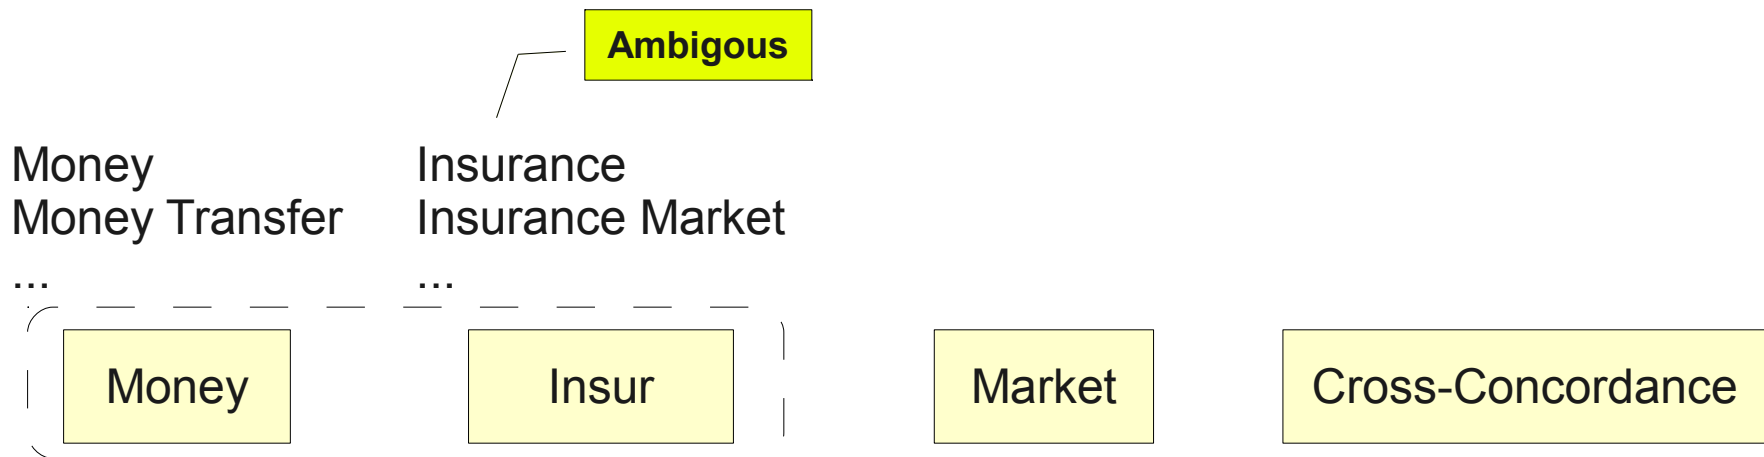 Ambigous
Money
Money Transfer
...
Insurance
Insurance Market
...
Money
Insur
Market
Cross-Concordance